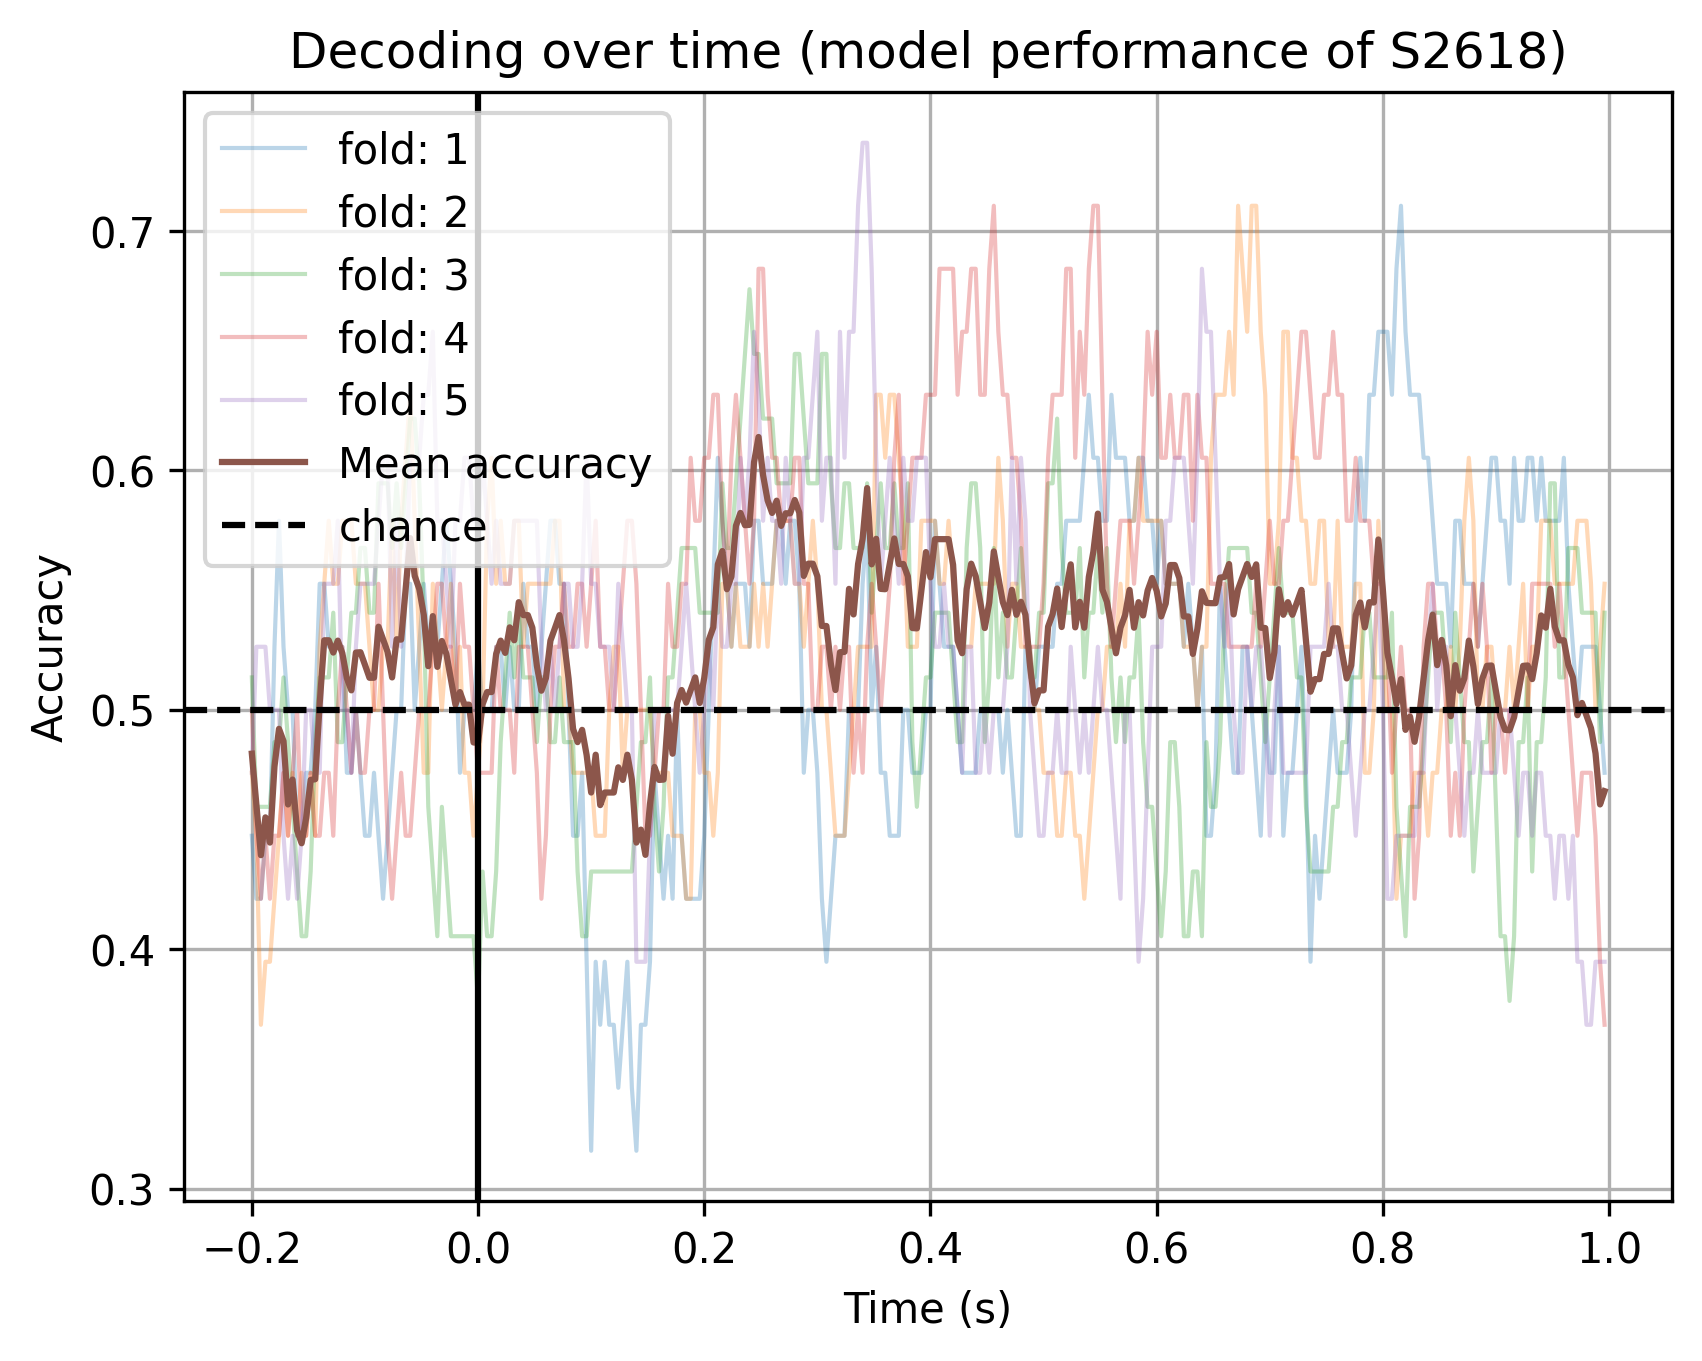 Decoding over time (model performance of S2618)
fold: 1
fold: 2
fold: 3
fold: 4
fold: 5
Mean accuracy
chance
Accuracy
0.7
0.6
0.5
0.4
0.3
−0.2 0.0 0.2 0.4 0.6 0.8 1.0
Time (s)